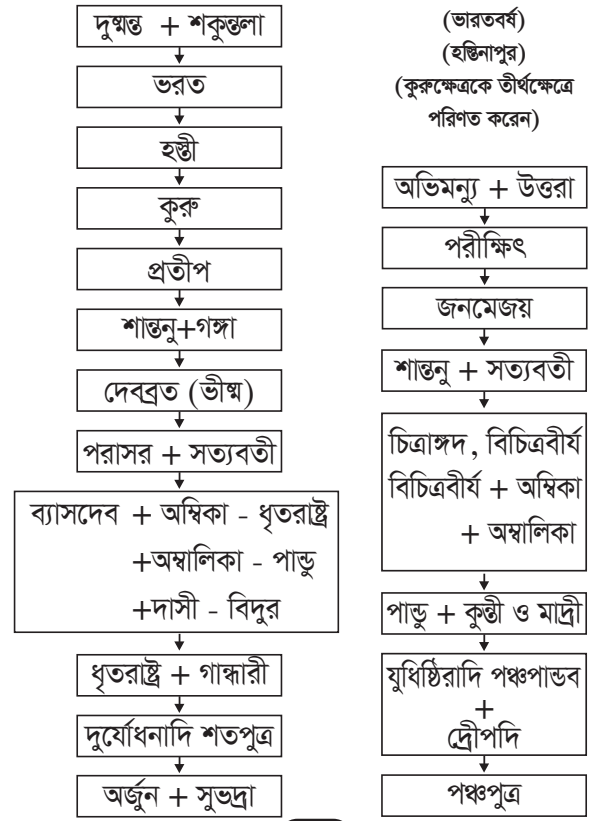 দুষ্মন্ত + শকুন্তলা
ভরত
হস্তী
কুরু
প্রতীপ
শান্তনু+গঙ্গা
দেবব্রত (ভীষ্ম)
পরাসর + সত্যবতী
ব্যাসদেব + অম্বিকা - ধৃতরাষ্ট্র
+অম্বালিকা - পান্ডু
+দাসী - বিদুর
ধৃতরাষ্ট্র + গান্ধারী
দুর্যোধনাদি শতপুত্র
অর্জুন + সুভদ্রা
(ভারতবর্ষ)
(হস্তিনাপুর)
(কুরুক্ষেত্রকে তীর্থক্ষেত্রে
পরিণত করেন)
অভিমন্যু + উত্তরা
পরীক্ষিৎ
জনমেজয়
শান্তনু + সত্যবতী
চিত্রাঙ্গদ, বিচিত্রবীর্য
বিচিত্রবীর্য + অম্বিকা
+ অম্বালিকা
পান্ডু + কুন্তী ও মাদ্রী
যুধিষ্ঠিরাদি পঞ্চপান্ডব
+
দ্রৌপদি
পঞ্চপুত্র